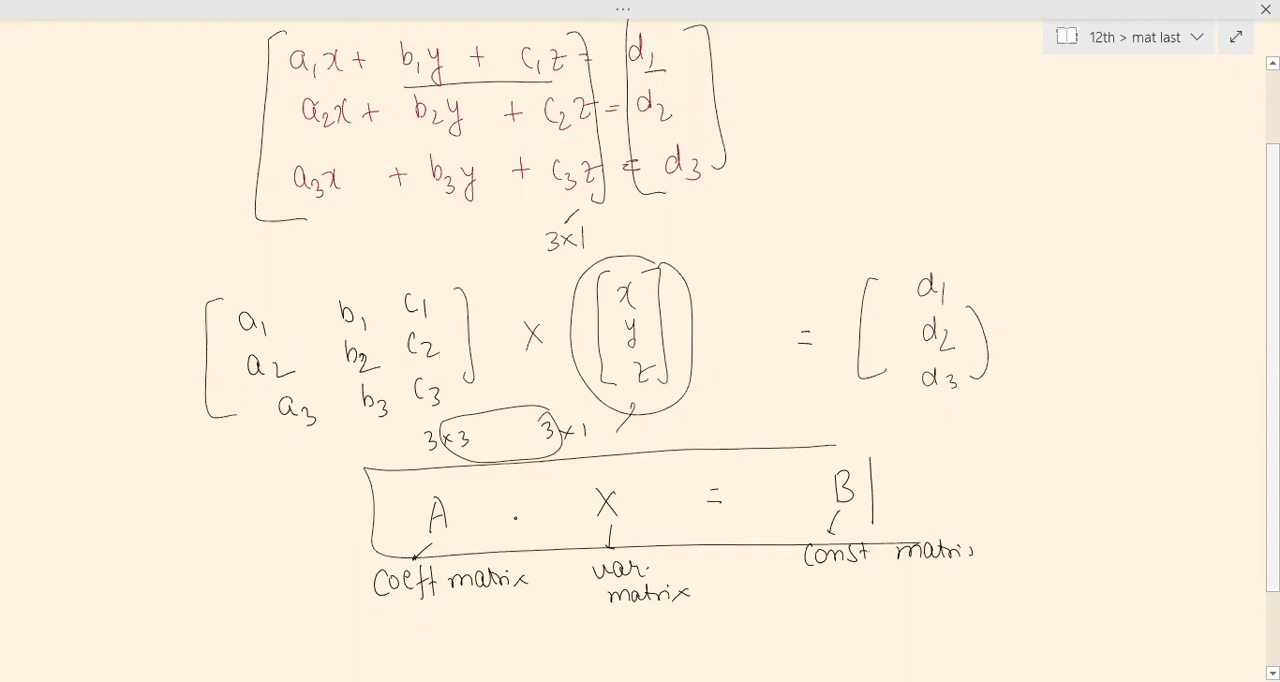 12th > mat last
a₁x + b₁y + c₁z = d₁
a₂x + b₂y + c₂z = d₂
a₃x + b₃y + c₃z = d₃
3×1
a₁ b₁ c₁
a₂ b₂ c₂
a₃ b₃ c₃
×
x
y
z
=
d₁
d₂
d₃
3×3 3×1
A . X = B
Coeff matrix
var. matrix
Const matrix